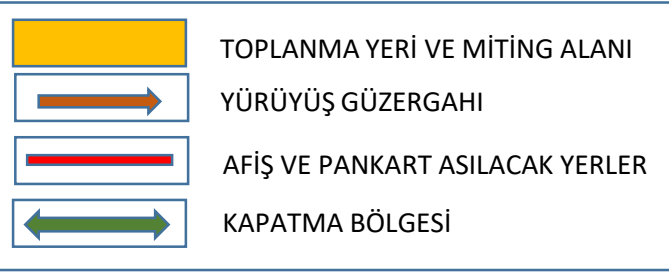 TOPLANMA YERİ VE MİTİNG ALANI
YÜRÜYÜŞ GÜZERGAHI
AFİŞ VE PANKART ASILACAK YERLER
KAPATMA BÖLGESİ